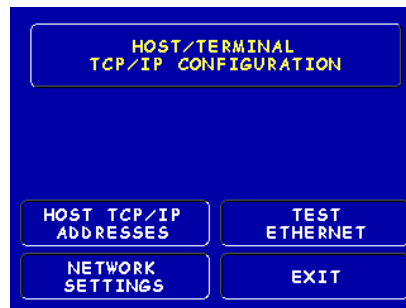 HOST/TERMINAL
TCP/IP CONFIGURATION
HOST TCP/IP
ADDRESSES
TEST
ETHERNET
NETWORK
SETTINGS
EXIT